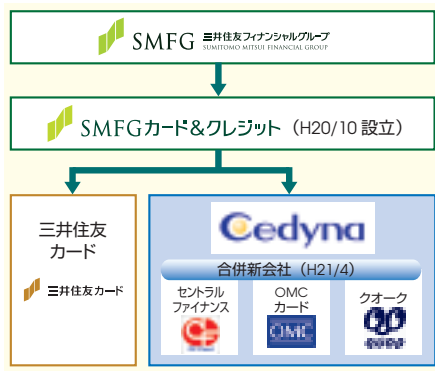 SMFG 三井住友フィナンシャルグループ
SUMITOMO MITSUI FINANCIAL GROUP
SMFGカード&クレジット（H20/10 設立）
三井住友
カード
三井住友カード
Cedyna
合併新会社（H21/4）
セントラル
ファイナンス
OMC
カード
OMC
クオーク